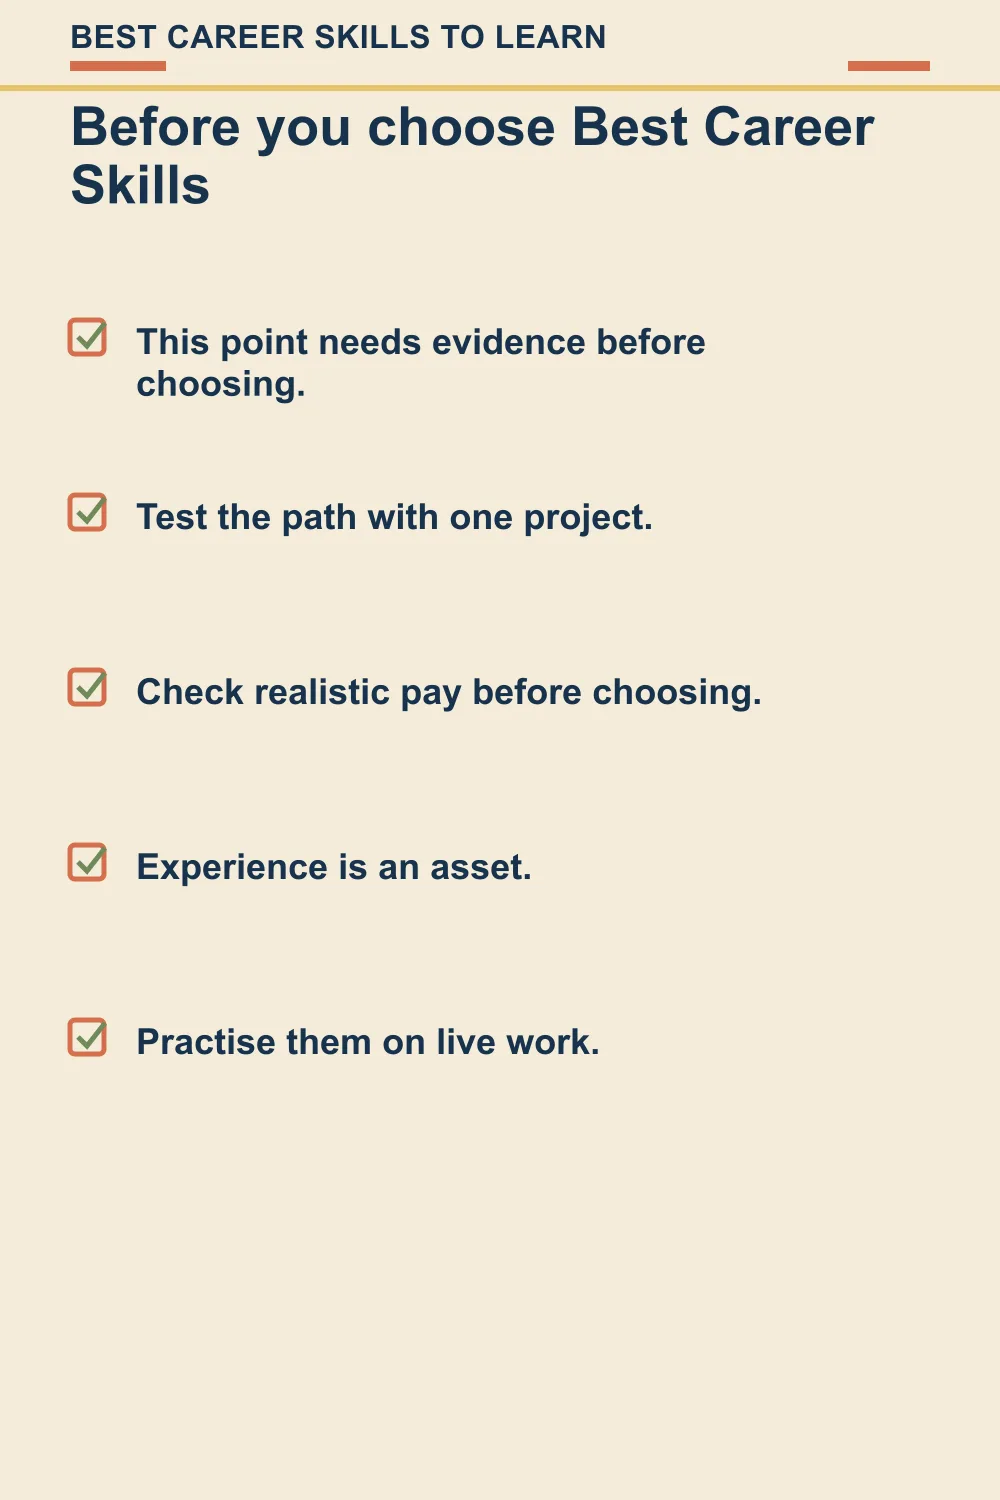 BEST CAREER SKILLS TO LEARN
Before you choose Best Career
Skills
This point needs evidence before
choosing.
Test the path with one project.
Check realistic pay before choosing.
Experience is an asset.
Practise them on live work.